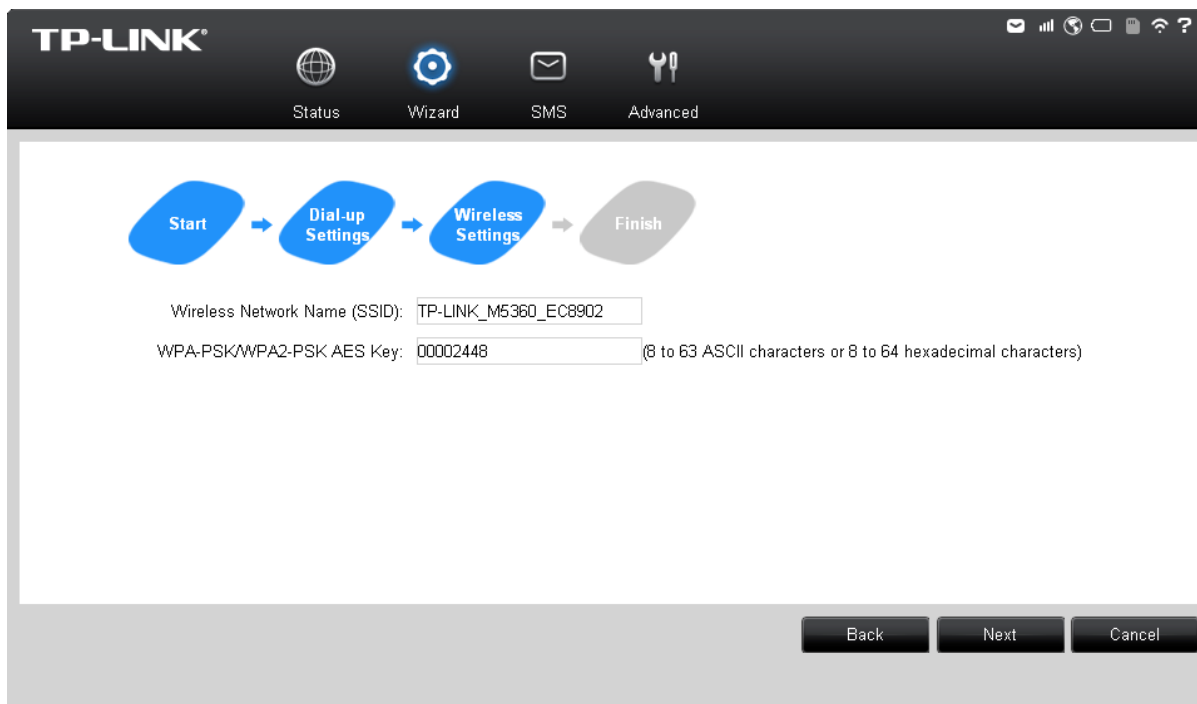 TP-LINK®
Status Wizard SMS Advanced
Start
Dial-up
Settings
Wireless
Settings
Finish
Wireless Network Name (SSID): TP-LINK_M5360_EC8902
WPA-PSK/WPA2-PSK AES Key: 00002448 (8 to 63 ASCII characters or 8 to 64 hexadecimal characters)
Back Next Cancel